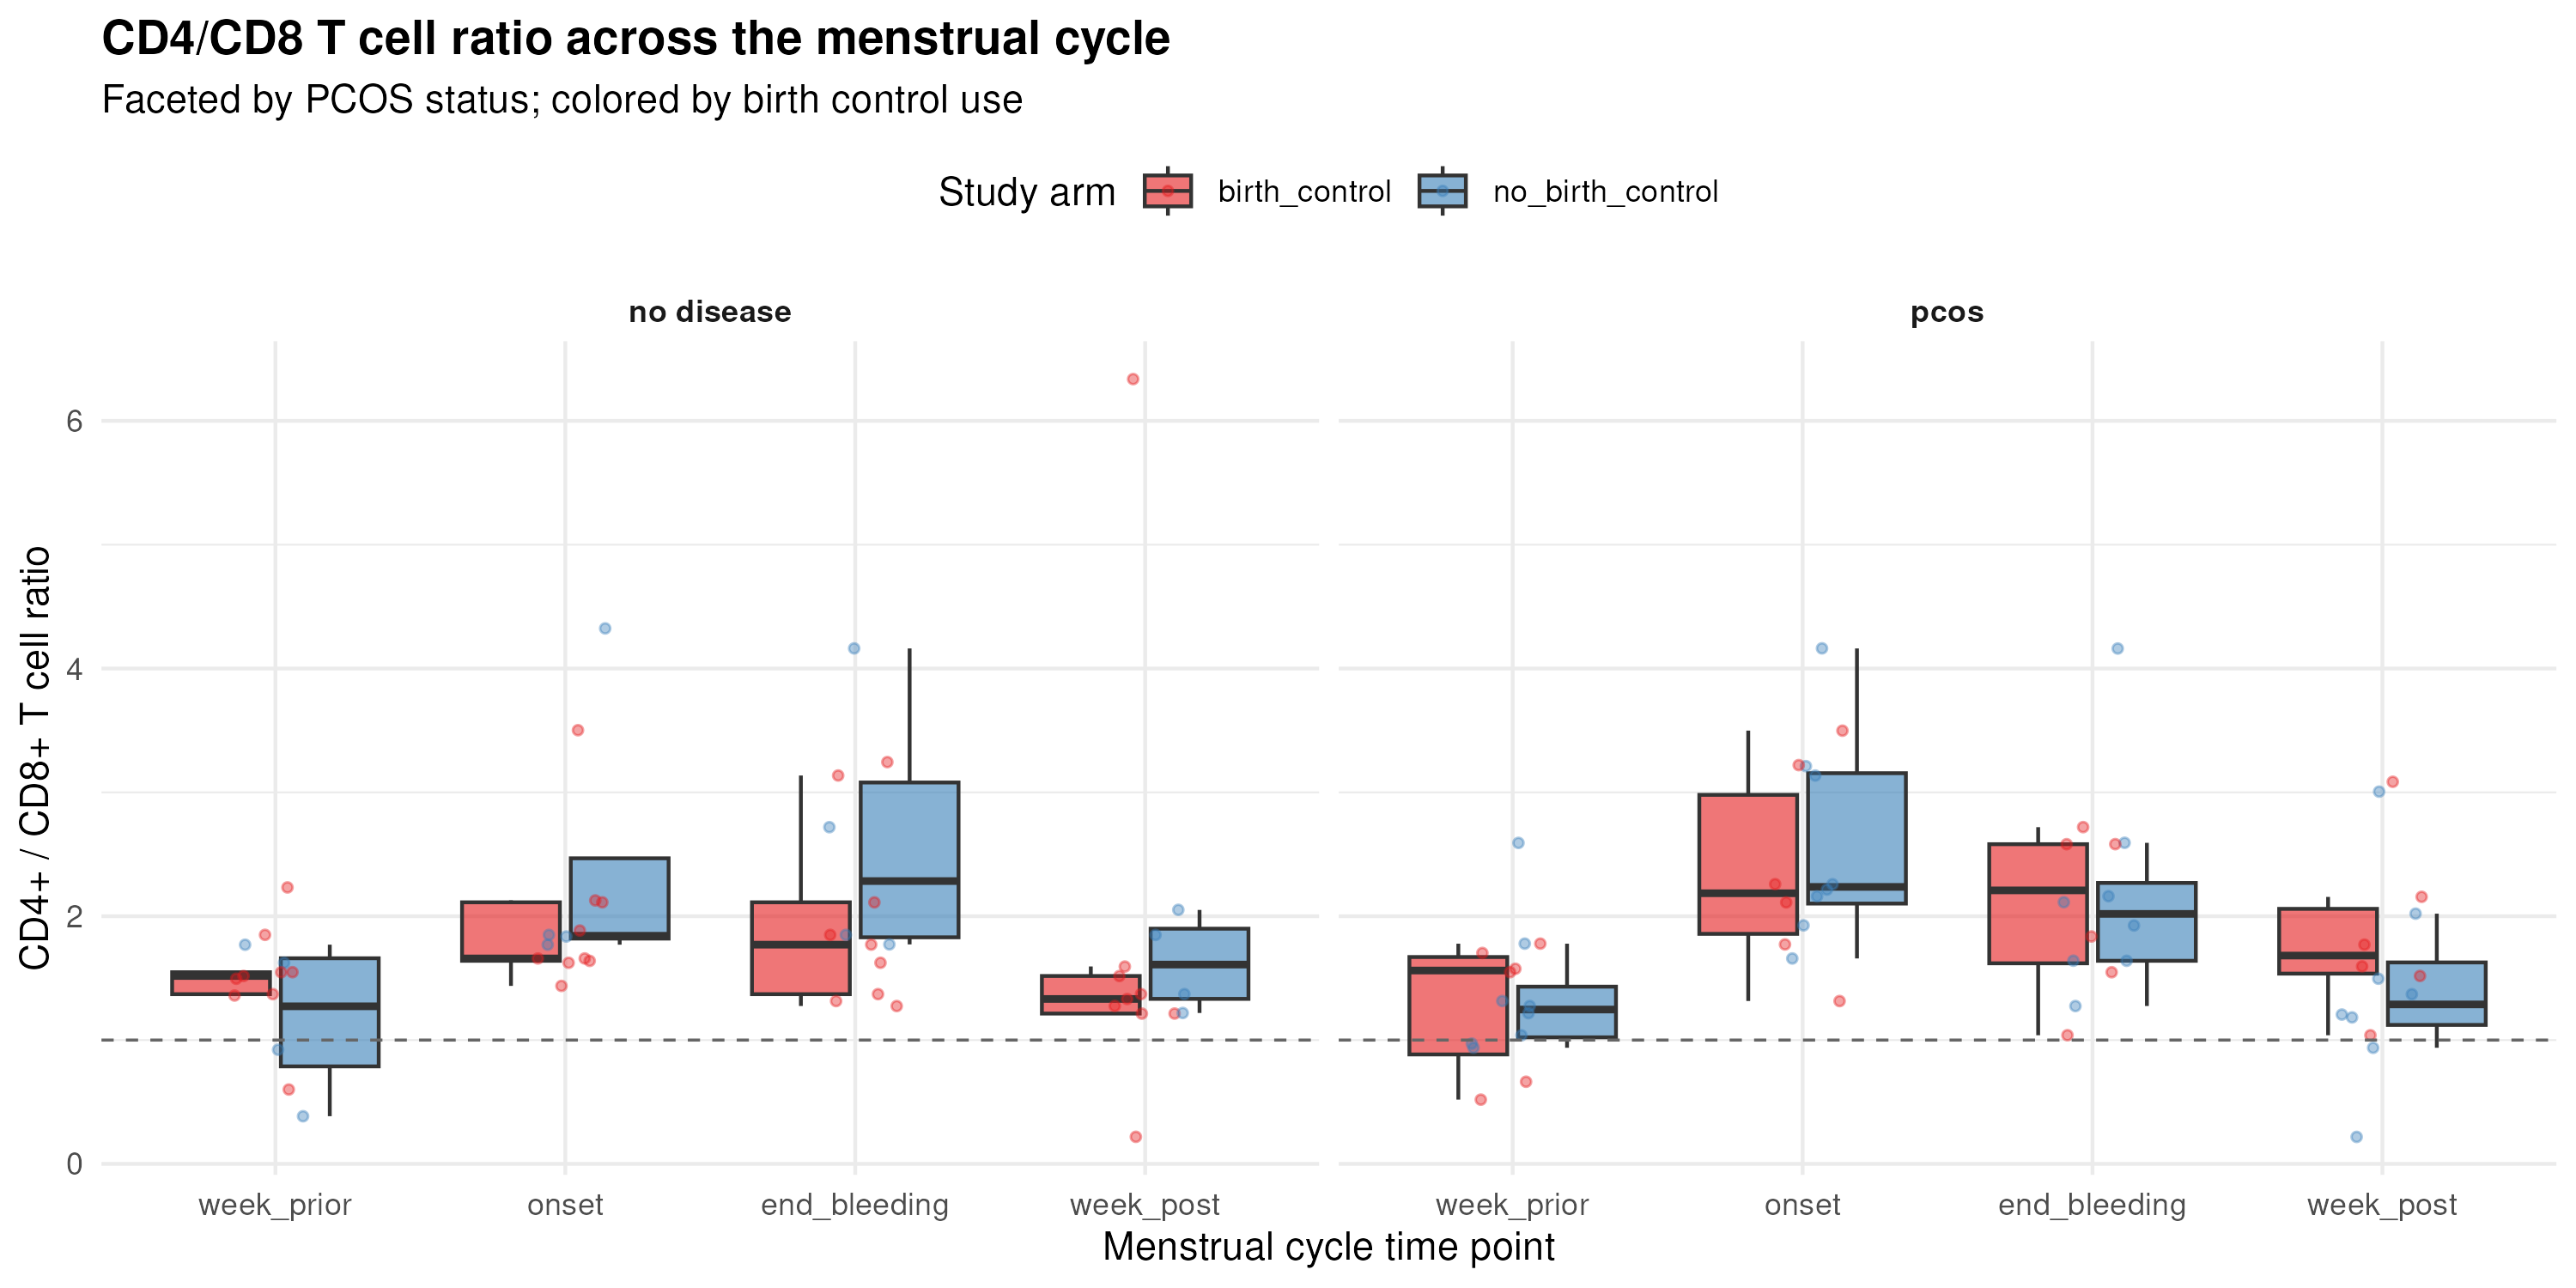 CD4/CD8 T cell ratio across the menstrual cycle
Faceted by PCOS status; colored by birth control use
Study arm birth_control no_birth_control
no disease
pcos
CD4+ / CD8+ T cell ratio
6
4
2
0
week_prior onset end_bleeding week_post week_prior onset end_bleeding week_post
Menstrual cycle time point